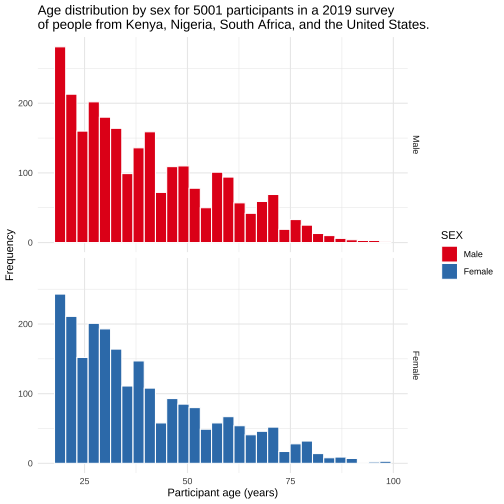 Age distribution by sex for 5001 participants in a 2019 survey
of people from Kenya, Nigeria, South Africa, and the United States.
200
100
0
Male
Frequency
SEX
Male
Female
200
100
0
Female
25 50 75 100
Participant age (years)